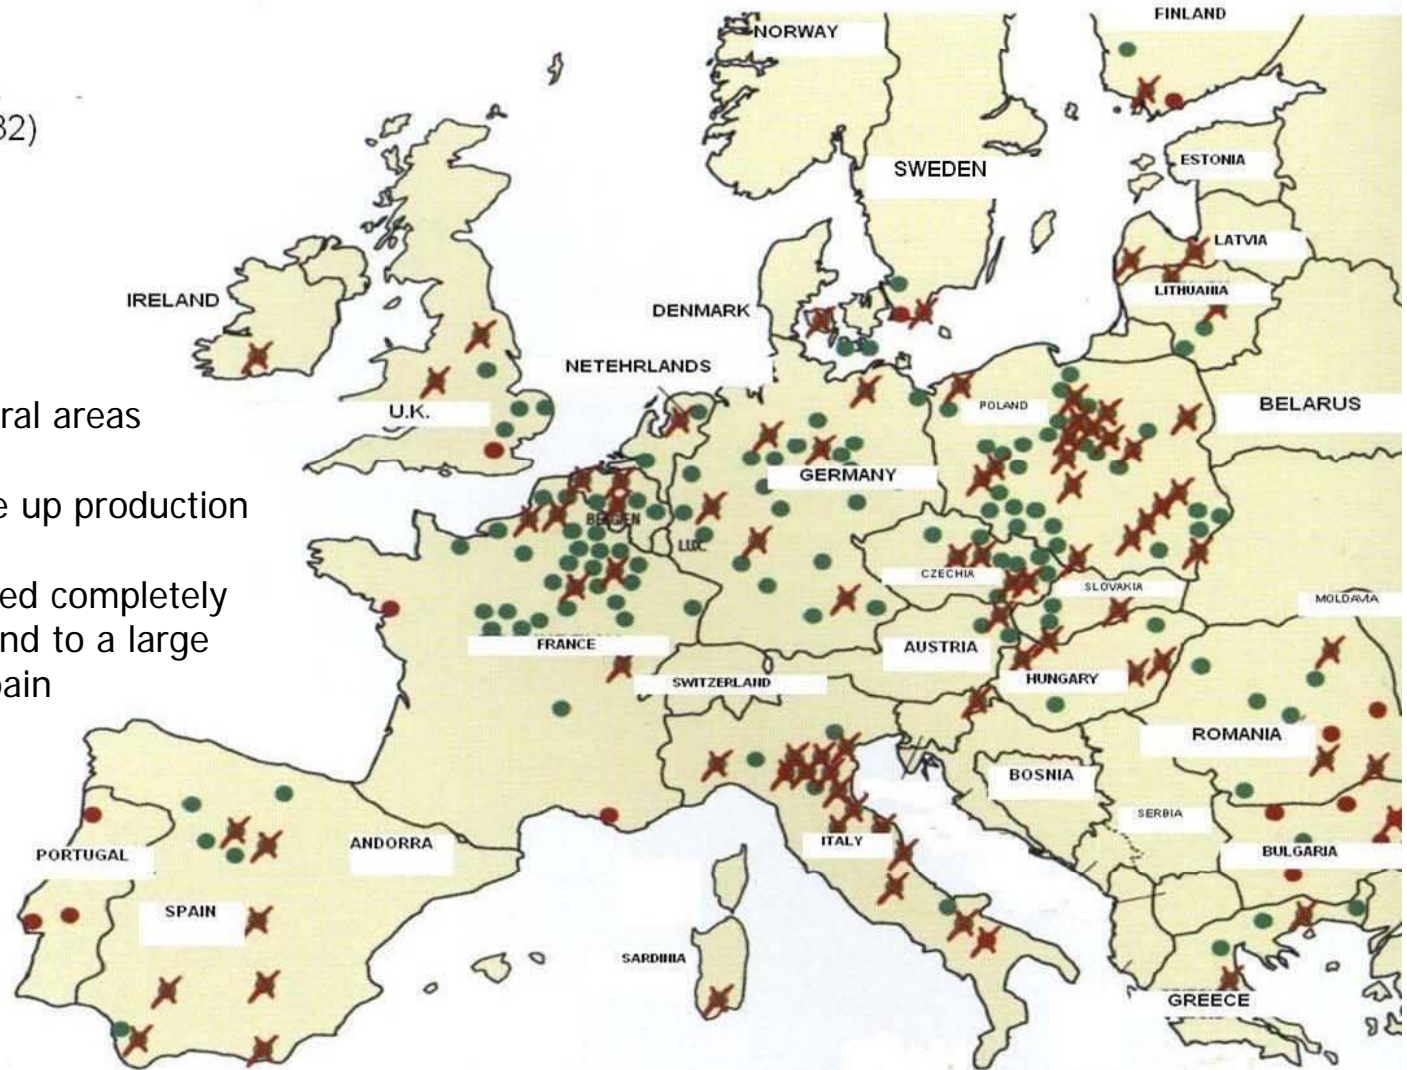 32)
ral areas
e up production
ed completely
nd to a large
pain
NORWAY
FINLAND
SWEDEN
ESTONIA
LATVIA
LITHUANIA
IRELAND
DENMARK
NETEHRLANDS
U.K.
POLAND
BELARUS
GERMANY
BELGIEN
LUX.
CZECHIA
SLOVAKIA
MOLDAVIA
FRANCE
AUSTRIA
SWITZERLAND
HUNGARY
ROMANIA
BOSNIA
SERBIA
ITALY
BULGARIA
PORTUGAL
ANDORRA
SPAIN
SARDINIA
GREECE